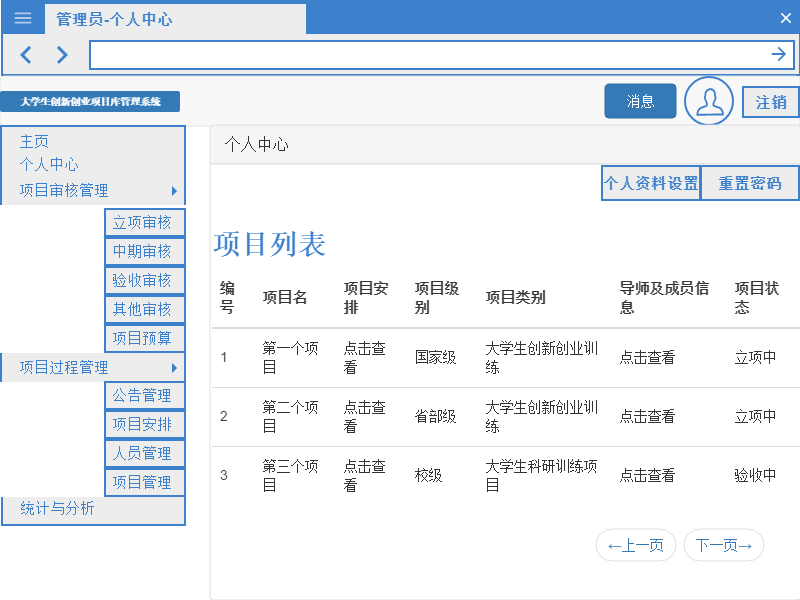 管理员-个人中心
大学生创新创业项目库管理系统
消息
注销
主页
个人中心
项目审核管理
立项审核
中期审核
验收审核
其他审核
项目预算
项目过程管理
公告管理
项目安排
人员管理
项目管理
统计与分析
个人中心
个人资料设置 重置密码
项目列表
编号 项目名 项目安排 项目级别 项目类别 导师及成员信息 项目状态
1 第一个项目 点击查看 国家级 大学生创新创业训练 点击查看 立项中
2 第二个项目 点击查看 省部级 大学生创新创业训练 点击查看 立项中
3 第三个项目 点击查看 校级 大学生科研训练项目 点击查看 验收中
←上一页 下一页→